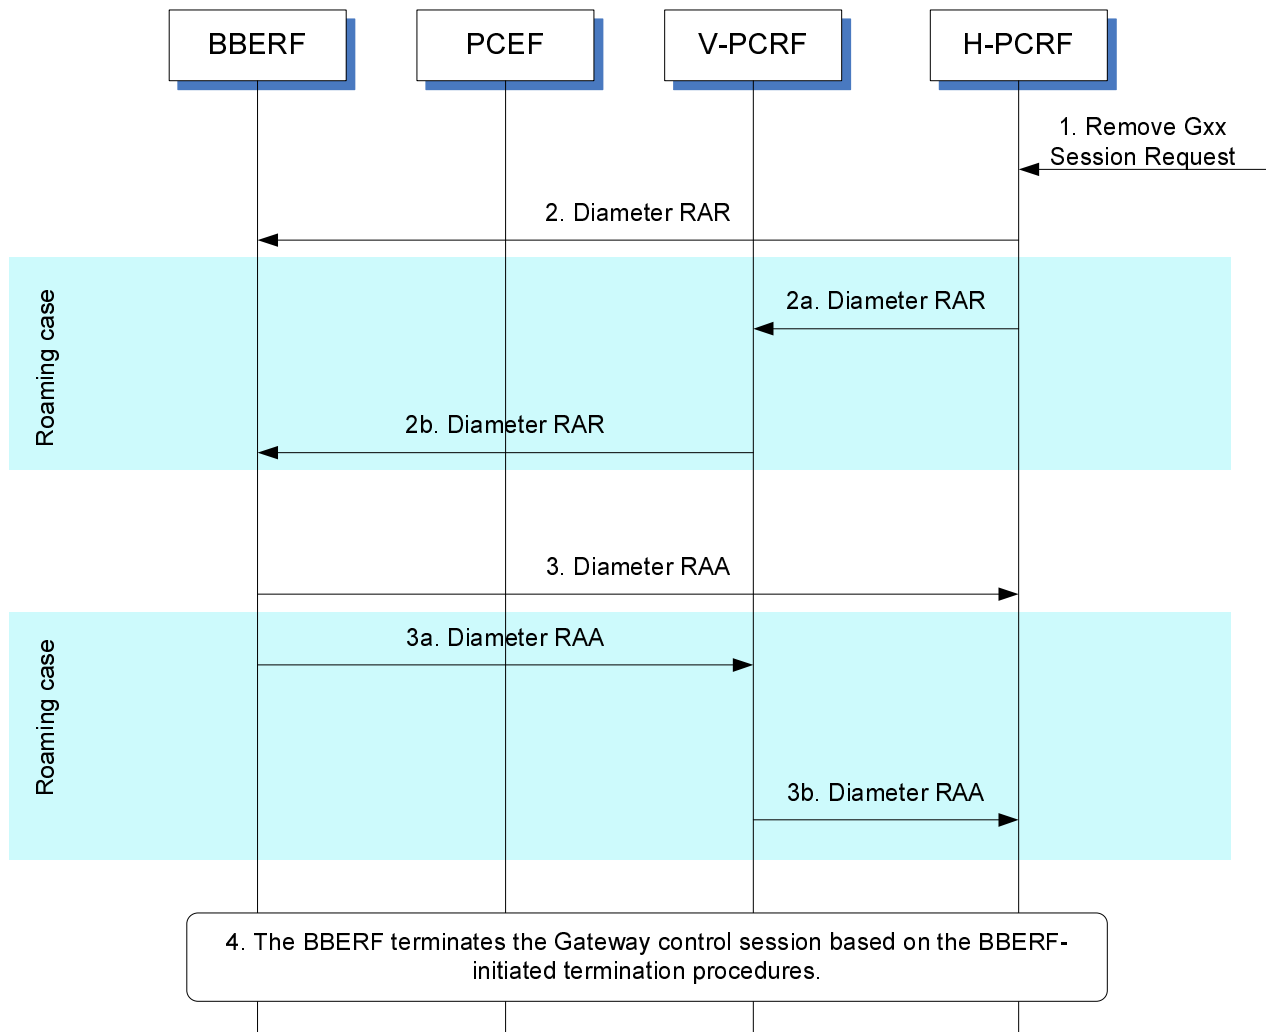 BBERF
PCEF
V-PCRF
H-PCRF
1. Remove Gxx
Session Request
2. Diameter RAR
Roaming case
2a. Diameter RAR
2b. Diameter RAR
3. Diameter RAA
Roaming case
3a. Diameter RAA
3b. Diameter RAA
4. The BBERF terminates the Gateway control session based on the BBERF-
initiated termination procedures.